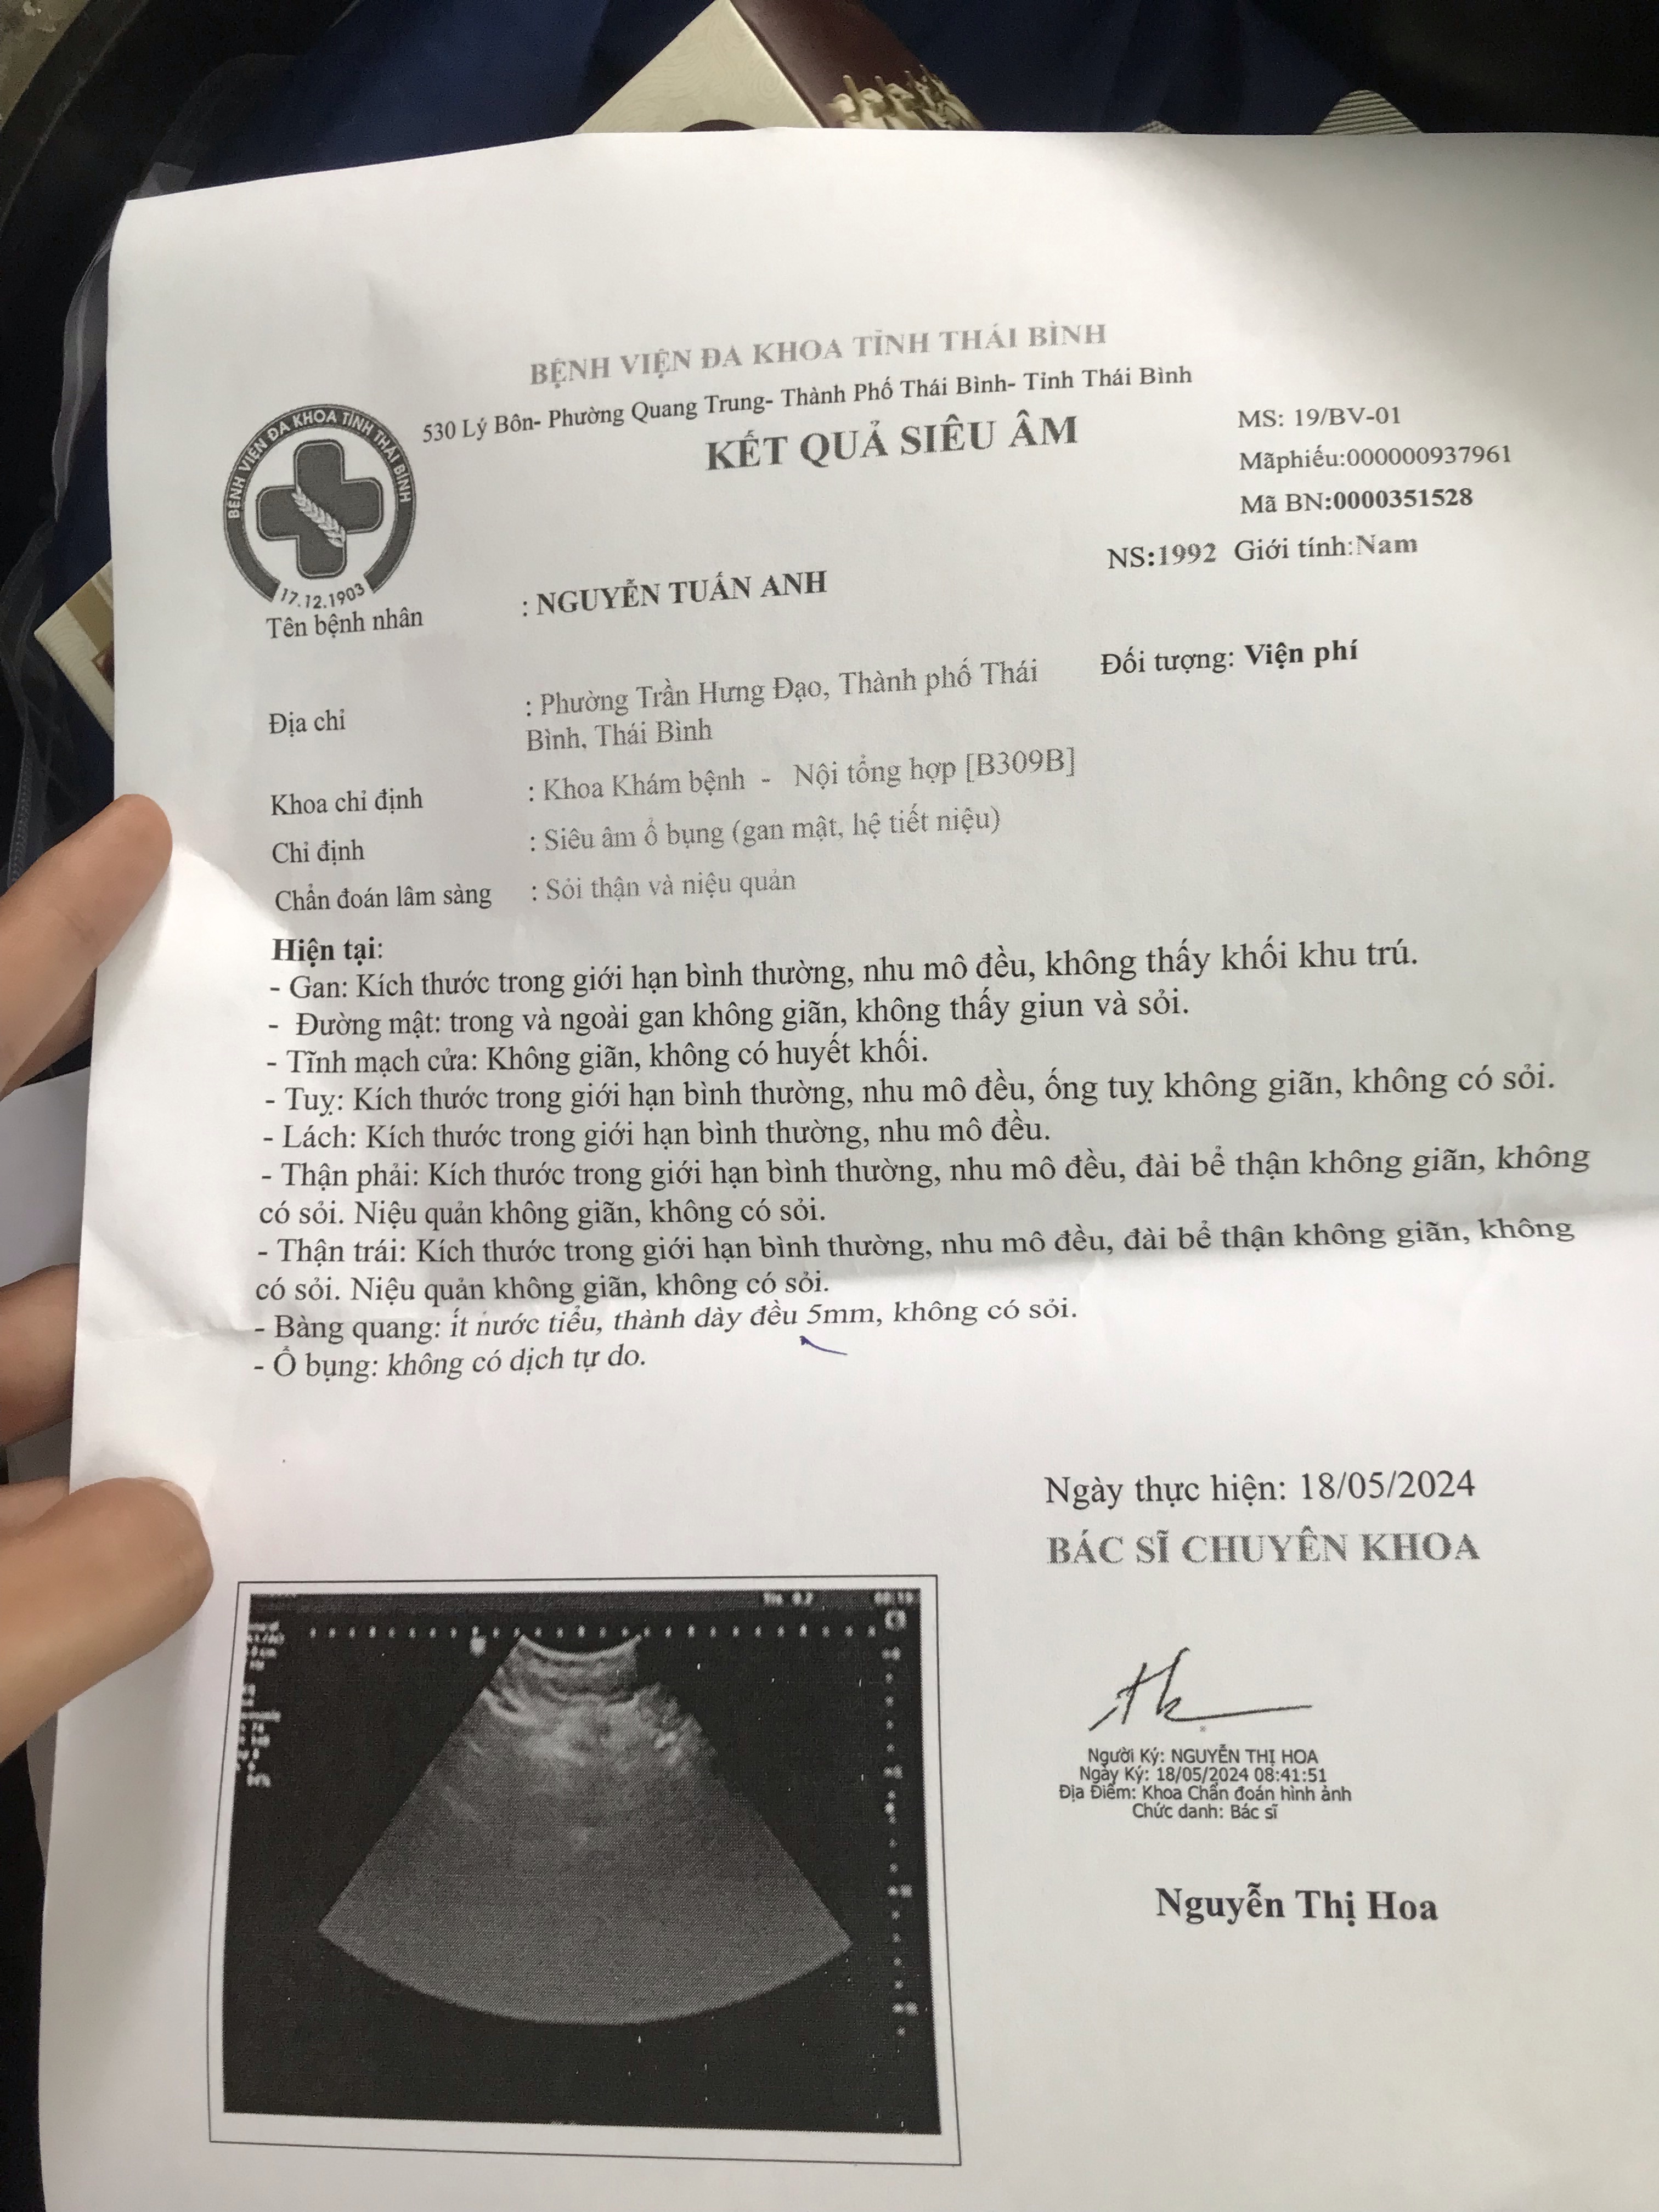 BỆNH VIỆN ĐA KHOA TỈNH THÁI BÌNH
530 Lý Bôn- Phường Quang Trung- Thành Phố Thái Bình- Tỉnh Thái Bình
KẾT QUẢ SIÊU ÂM
MS: 19/BV-01
Mãphiếu:000000937961
Mã BN:0000351528
BỆNH VIỆN ĐA KHOA TỈNH THÁI BÌNH
17.12.1903
NS:1992 Giới tính:Nam
Tên bệnh nhân : NGUYỄN TUẤN ANH
Địa chỉ : Phường Trần Hưng Đạo, Thành phố Thái
Bình, Thái Bình
Đối tượng: Viện phí
Khoa chỉ định : Khoa Khám bệnh - Nội tổng hợp [B309B]
Chỉ định : Siêu âm ổ bụng (gan mật, hệ tiết niệu)
Chẩn đoán lâm sàng : Sỏi thận và niệu quản
Hiện tại:
- Gan: Kích thước trong giới hạn bình thường, nhu mô đều, không thấy khối khu trú.
- Đường mật: trong và ngoài gan không giãn, không thấy giun và sỏi.
- Tĩnh mạch cửa: Không giãn, không có huyết khối.
- Tuỵ: Kích thước trong giới hạn bình thường, nhu mô đều, ống tuỵ không giãn, không có sỏi.
- Lách: Kích thước trong giới hạn bình thường, nhu mô đều.
- Thận phải: Kích thước trong giới hạn bình thường, nhu mô đều, đài bể thận không giãn, không
có sỏi. Niệu quản không giãn, không có sỏi.
- Thận trái: Kích thước trong giới hạn bình thường, nhu mô đều, đài bể thận không giãn, không
có sỏi. Niệu quản không giãn, không có sỏi.
- Bàng quang: ít nước tiểu, thành dày đều 5mm, không có sỏi.
- Ổ bụng: không có dịch tự do.
Ngày thực hiện: 18/05/2024
BÁC SĨ CHUYÊN KHOA
Người Ký: NGUYỄN THỊ HOA
Ngày Ký: 18/05/2024 08:41:51
Địa Điểm: Khoa Chẩn đoán hình ảnh
Chức danh: Bác sĩ
Nguyễn Thị Hoa